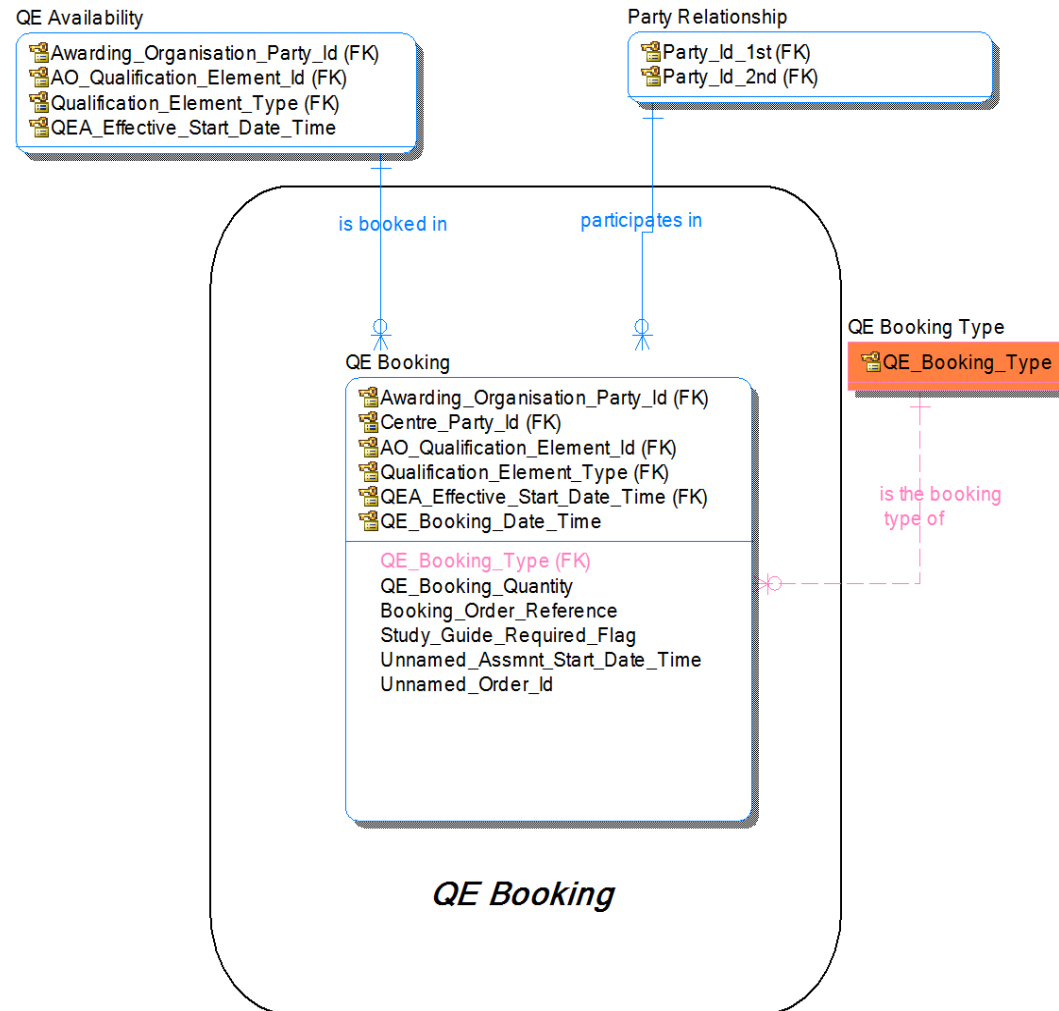 QE Availability
Awarding_Organisation_Party_Id (FK)
AO_Qualification_Element_Id (FK)
Qualification_Element_Type (FK)
QEA_Effective_Start_Date_Time
Party Relationship
Party_Id_1st (FK)
Party_Id_2nd (FK)
is booked in
participates in
QE Booking Type
QE_Booking_Type
is the booking
type of
QE Booking
Awarding_Organisation_Party_Id (FK)
Centre_Party_Id (FK)
AO_Qualification_Element_Id (FK)
Qualification_Element_Type (FK)
QEA_Effective_Start_Date_Time (FK)
QE_Booking_Date_Time
QE_Booking_Type (FK)
QE_Booking_Quantity
Booking_Order_Reference
Study_Guide_Required_Flag
Unnamed_Assmnt_Start_Date_Time
Unnamed_Order_Id
QE Booking